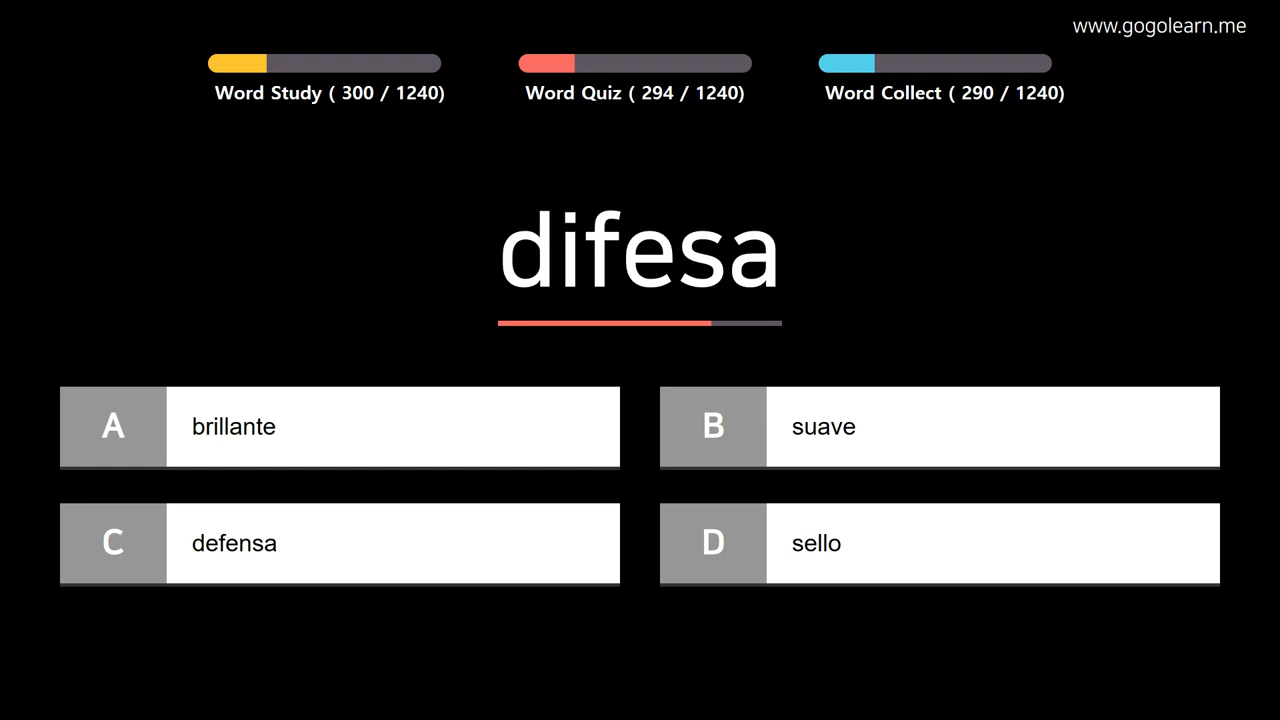 www.gogolearn.me
Word Study ( 300 / 1240)
Word Quiz ( 294 / 1240)
Word Collect ( 290 / 1240)
difesa
A brillante
B suave
C defensa
D sello